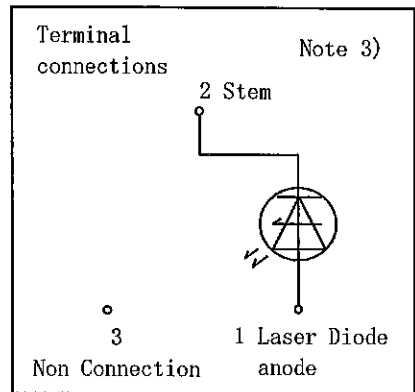 Terminal
connections
Note 3)
2 Stem
3
Non Connection
1 Laser Diode
anode